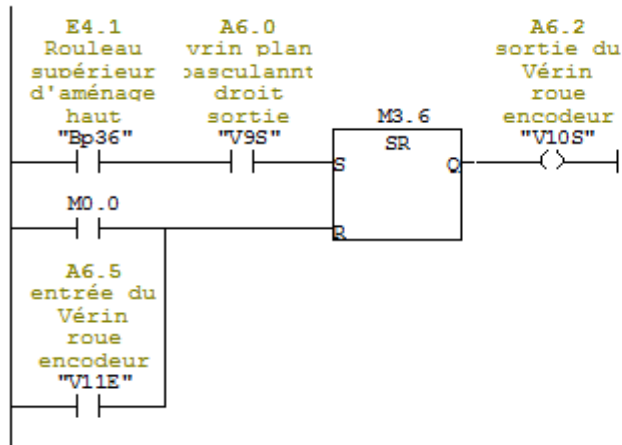 E4.1
Rouleau
supérieur
d'aménage
haut
"Bp36"
A6.0
vrin plan
basculannt
droit
sortie
"V9S"
M3.6
SR
S
Q
R
A6.2
sortie du
Vérin
roue
encodeur
"V10S"
M0.0
A6.5
entrée du
Vérin
roue
encodeur
"V11E"